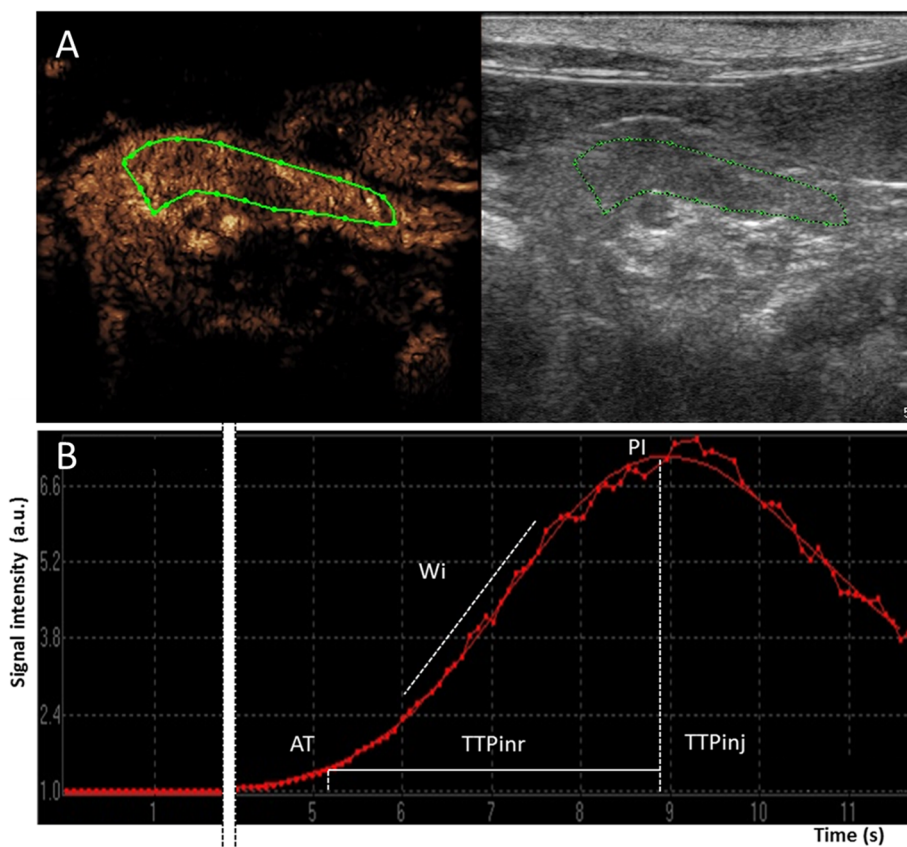 A
5
B
PI
6.6
5.2
Wi
3.8
2.4
AT TTPinr TTPinj
1.0
1 5 6 7 8 9 10 11
Signal intensity (a.u.)
Time (s)